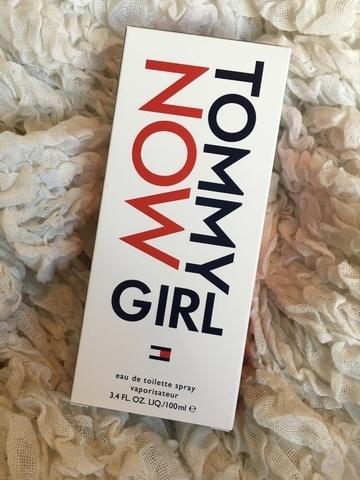 TOMMY
NOW
GIRL
eau de toilette spray
vaporisateur
3.4 FL. OZ. LIQ./100ml ℮